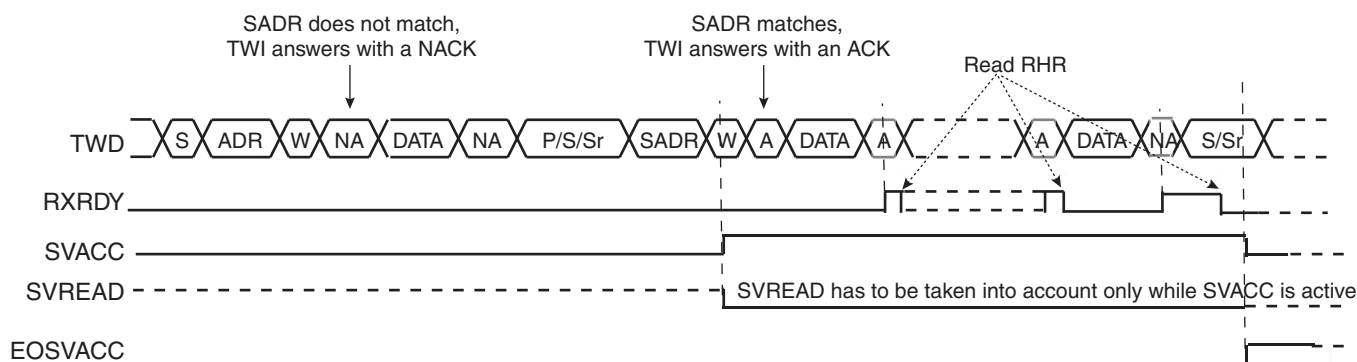 SADR does not match,
TWI answers with a NACK
SADR matches,
TWI answers with an ACK
Read RHR
TWD S ADR W NA DATA NA P/S/Sr SADR W A DATA A A DATA NA S/Sr
RXRDY
SVACC
SVREAD SVREAD has to be taken into account only while SVACC is active
EOSVACC